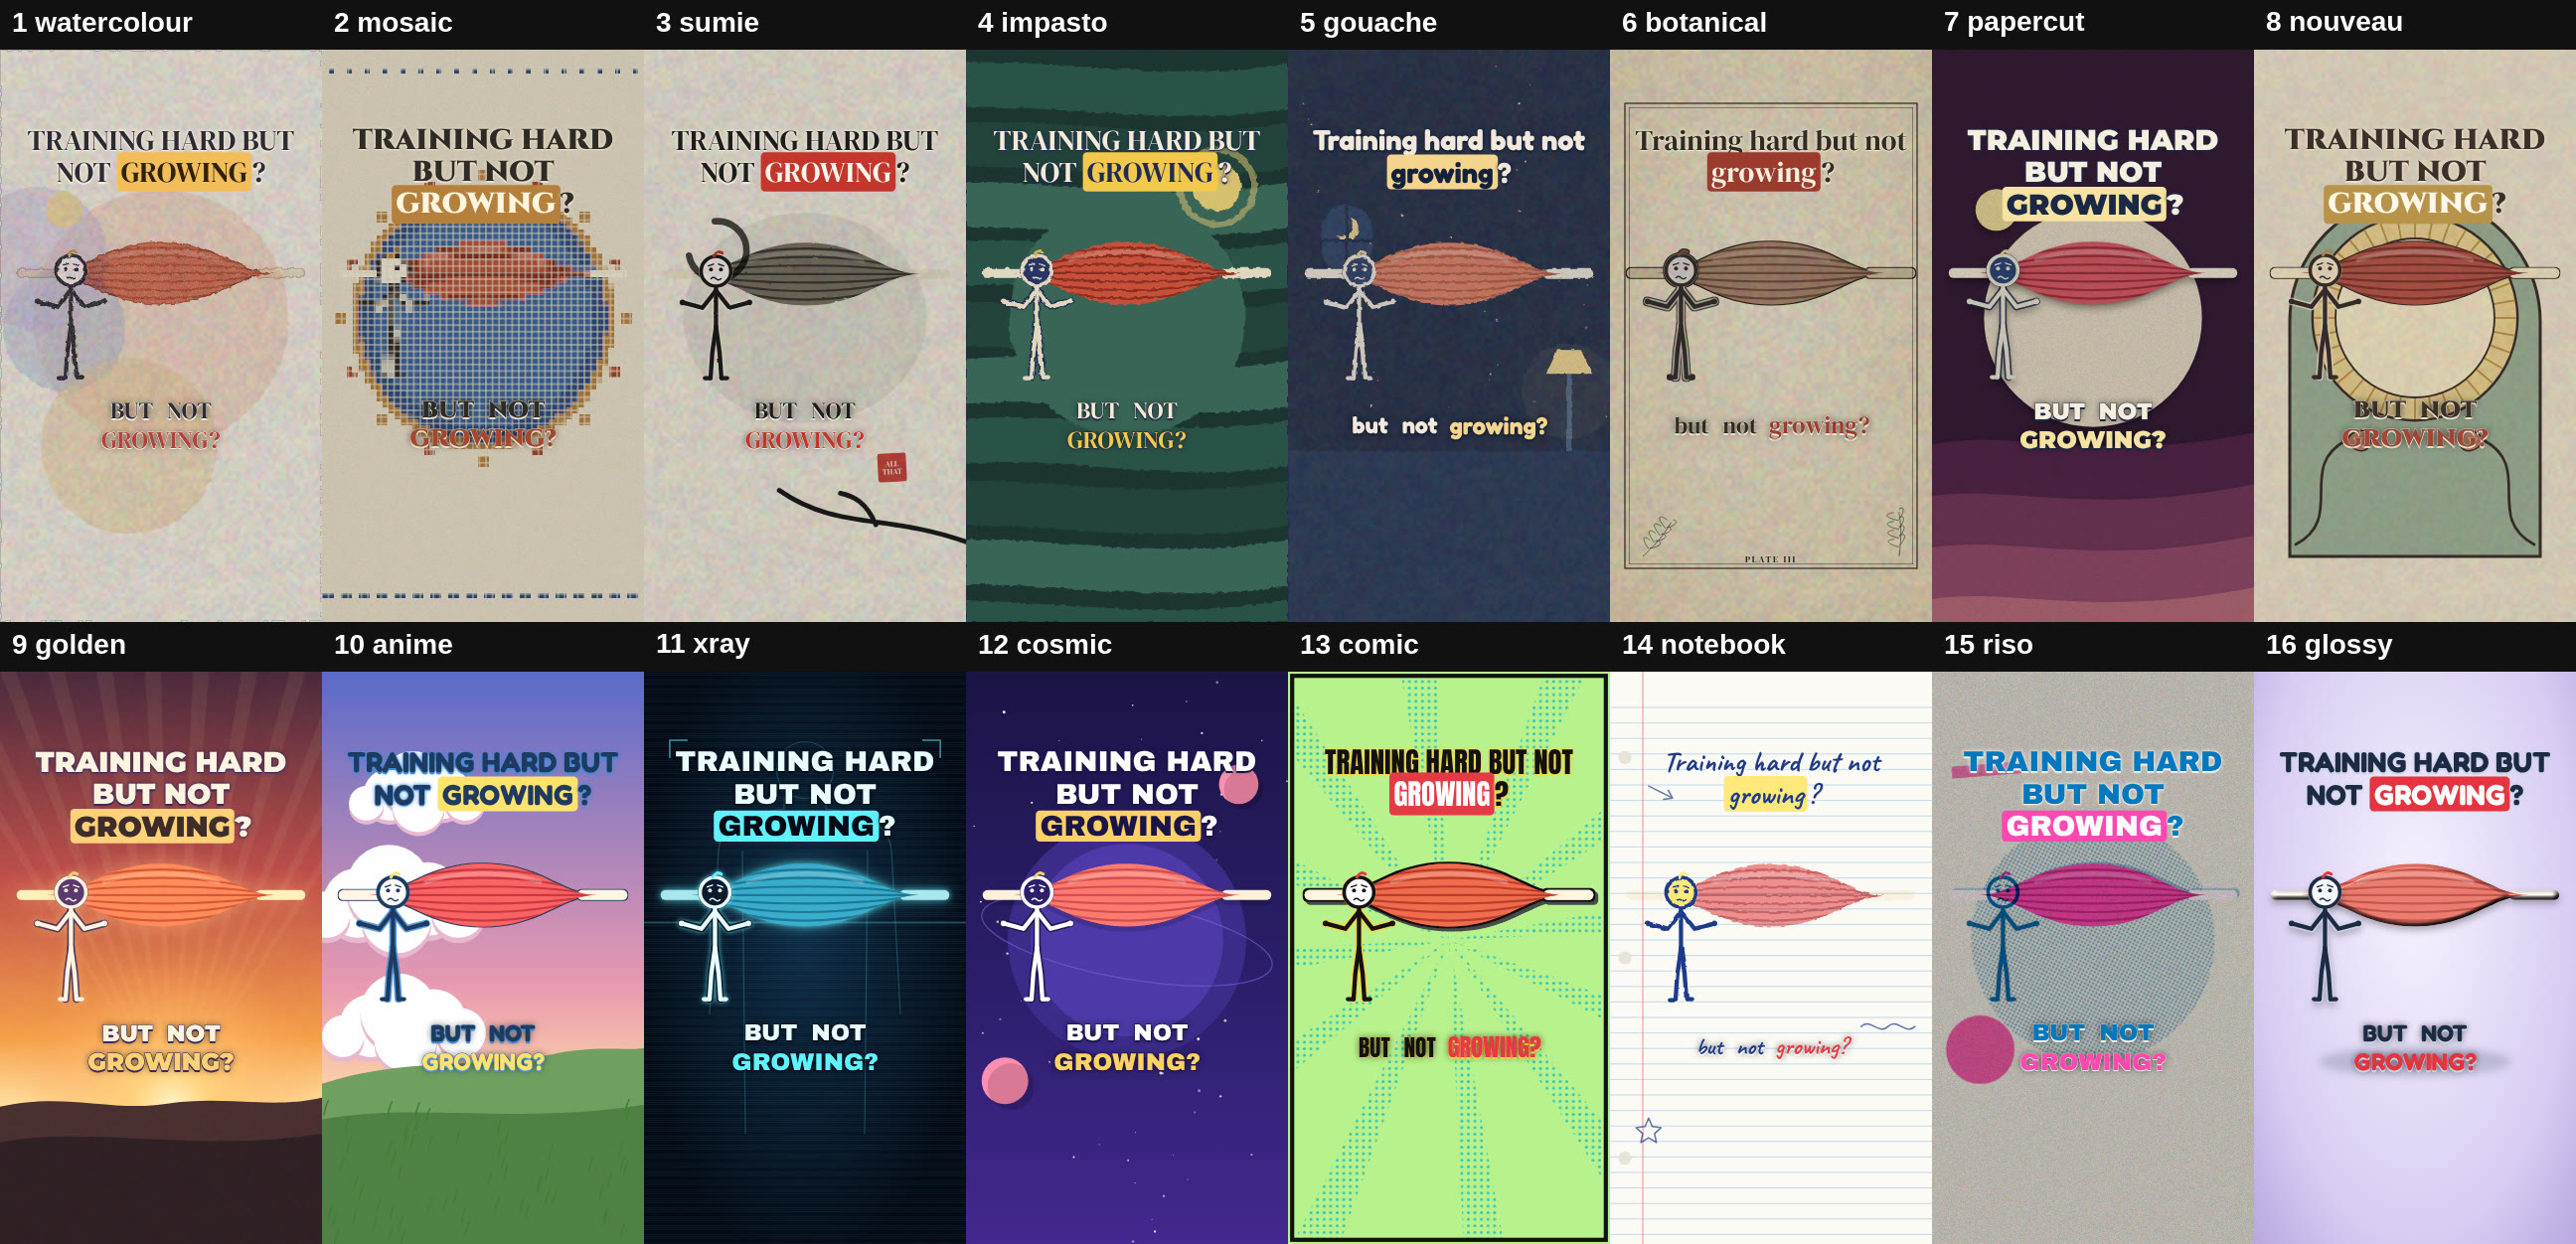 1 watercolour
TRAINING HARD BUT
NOT GROWING?
BUT NOT
GROWING?
2 mosaic
TRAINING HARD
BUT NOT
GROWING?
BUT NOT
GROWING?
3 sumie
TRAINING HARD BUT
NOT GROWING?
BUT NOT
GROWING?
ALL
THAT
4 impasto
TRAINING HARD BUT
NOT GROWING?
BUT NOT
GROWING?
5 gouache
Training hard but not
growing?
but not growing?
6 botanical
Training hard but not
growing?
but not growing?
PLATE III
7 papercut
TRAINING HARD
BUT NOT
GROWING?
BUT NOT
GROWING?
8 nouveau
TRAINING HARD
BUT NOT
GROWING?
BUT NOT
GROWING?
9 golden
TRAINING HARD
BUT NOT
GROWING?
BUT NOT
GROWING?
10 anime
TRAINING HARD BUT
NOT GROWING?
BUT NOT
GROWING?
11 xray
TRAINING HARD
BUT NOT
GROWING?
BUT NOT
GROWING?
12 cosmic
TRAINING HARD
BUT NOT
GROWING?
BUT NOT
GROWING?
13 comic
TRAINING HARD BUT NOT
GROWING?
BUT NOT GROWING?
14 notebook
Training hard but not
growing?
but not growing?
15 riso
TRAINING HARD
BUT NOT
GROWING?
BUT NOT
GROWING?
16 glossy
TRAINING HARD BUT
NOT GROWING?
BUT NOT
GROWING?